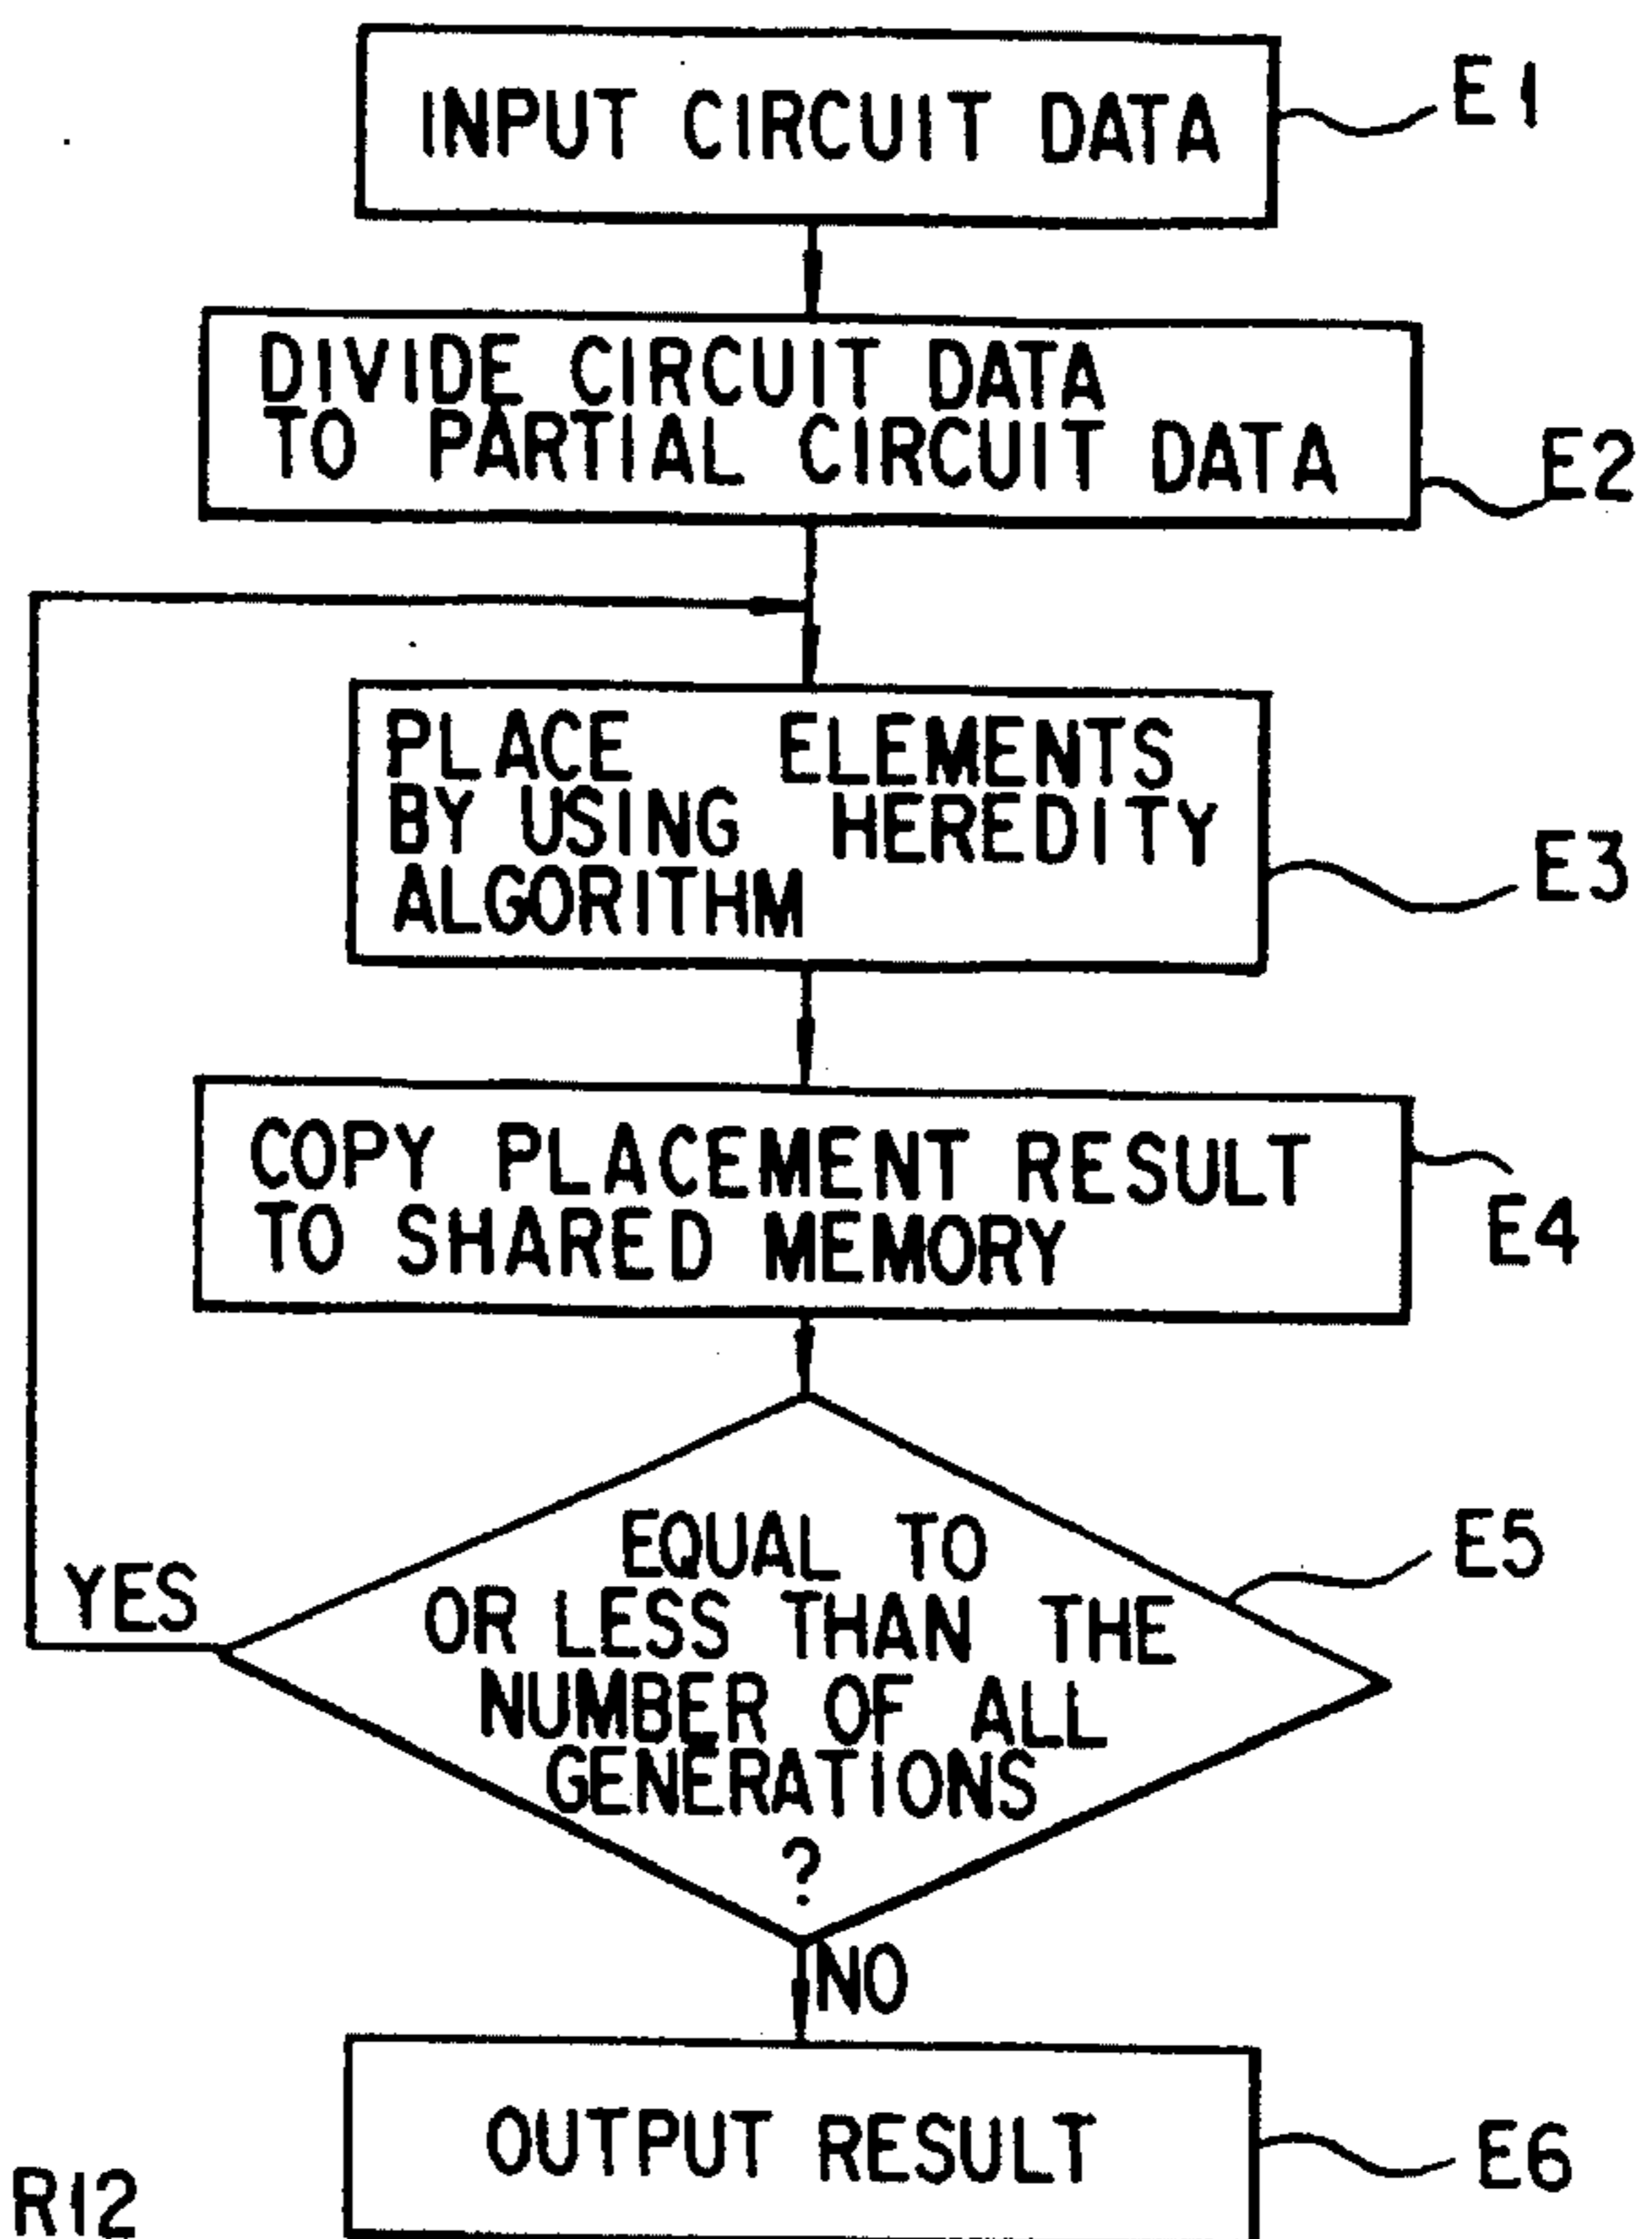 INPUT CIRCUIT DATA
E1
DIVIDE CIRCUIT DATA
TO PARTIAL CIRCUIT DATA
E2
PLACE ELEMENTS
BY USING HEREDITY
ALGORITHM
E3
COPY PLACEMENT RESULT
TO SHARED MEMORY
E4
EQUAL TO
OR LESS THAN THE
NUMBER OF ALL
GENERATIONS
?
E5
YES
NO
OUTPUT RESULT
E6
R12